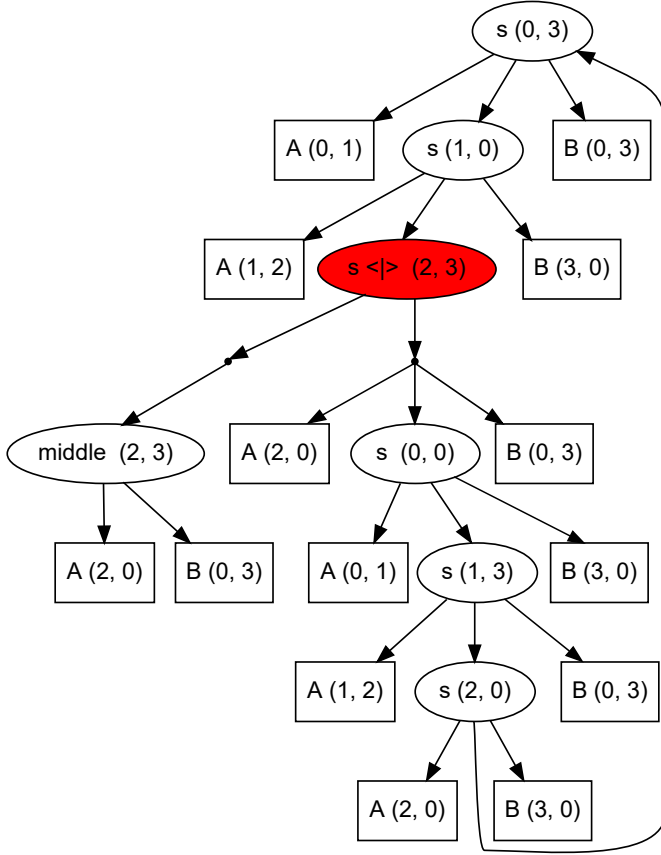 s (0, 3)
A (0, 1)
s (1, 0)
B (0, 3)
A (1, 2)
s <|> (2, 3)
B (3, 0)
middle (2, 3)
A (2, 0)
s (0, 0)
B (0, 3)
A (2, 0)
B (0, 3)
A (0, 1)
s (1, 3)
B (3, 0)
A (1, 2)
s (2, 0)
B (0, 3)
A (2, 0)
B (3, 0)